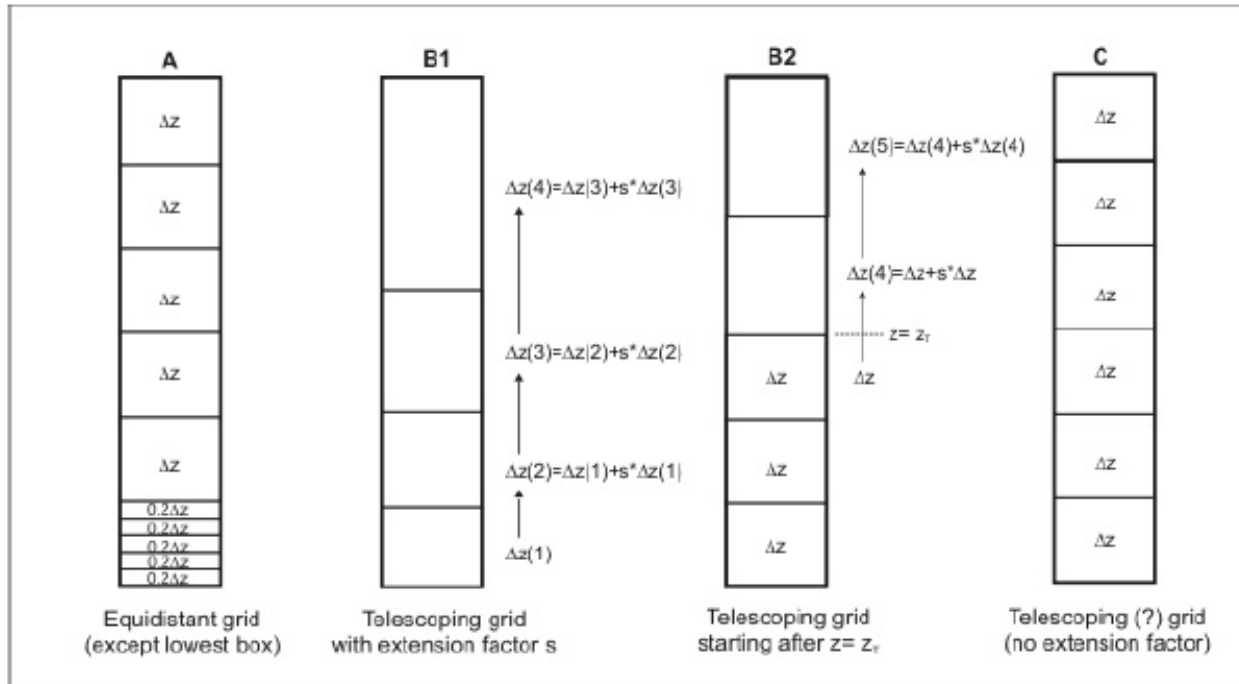 A
Δz
Δz
Δz
Δz
Δz
0.2Δz
0.2Δz
0.2Δz
0.2Δz
0.2Δz
Equidistant grid
(except lowest box)
B1
Δz(4)=Δz|3)+s*Δz(3)
Δz(3)=Δz|2)+s*Δz(2)
Δz(2)=Δz|1)+s*Δz(1)
Δz(1)
Telescoping grid
with extension factor s
B2
Δz(5)=Δz(4)+s*Δz(4)
Δz(4)=Δz+s*Δz
z= z_T
Δz
Δz
Δz
Δz
Telescoping grid
starting after z= z_T
C
Δz
Δz
Δz
Δz
Δz
Δz
Telescoping (?) grid
(no extension factor)